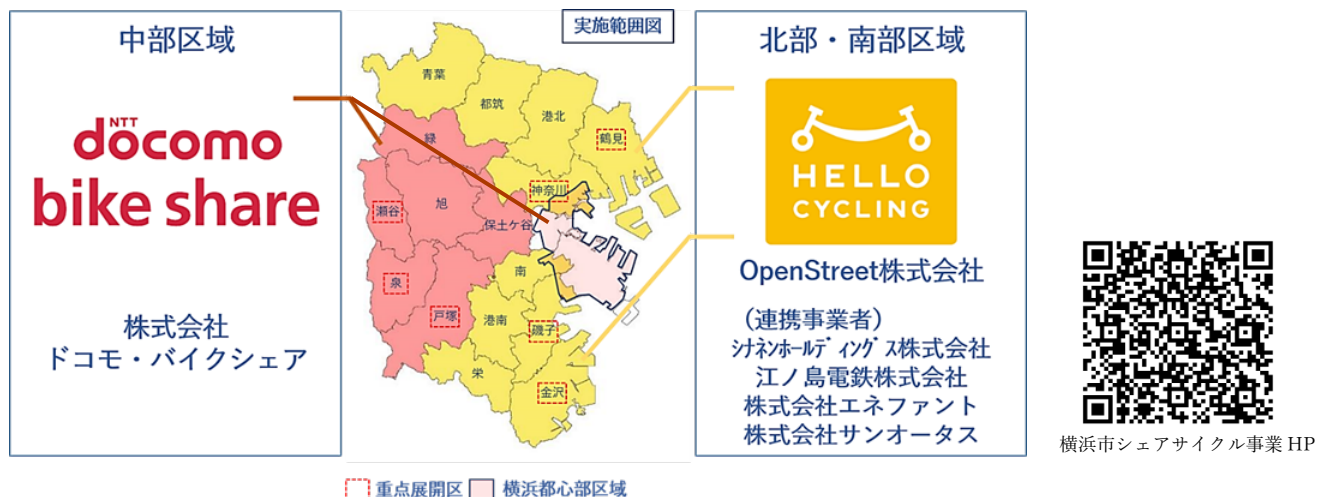 中部区域
NTT
döcomo
bike share
株式会社
ドコモ・バイクシェア
実施範囲図
青葉
都筑
港北
鶴見
緑
神奈川
旭
瀬谷
保土ケ谷
泉
南
戸塚
港南
磯子
栄
金沢
重点展開区
横浜都心部区域
北部・南部区域
HELLO
CYCLING
OpenStreet株式会社
(連携事業者)
ｼﾅﾈﾝﾎｰﾙﾃﾞｨﾝｸﾞｽ株式会社
江ノ島電鉄株式会社
株式会社エネファント
株式会社サンオータス
横浜市シェアサイクル事業 HP